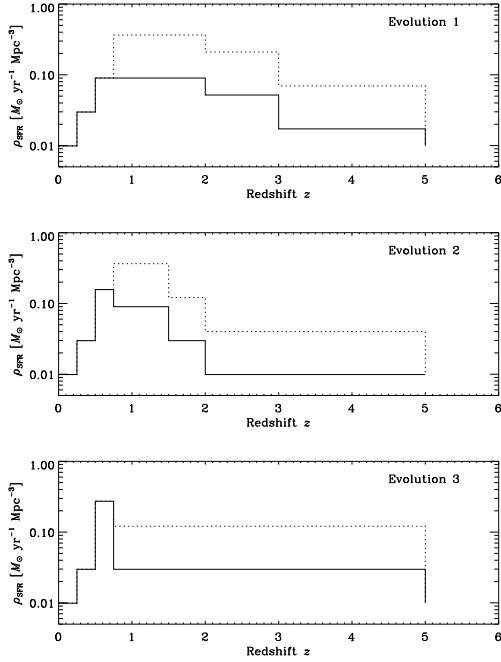 Evolution 1
1.00
0.10
0.01
ρSFR [M⊙ yr−1 Mpc−3]
0 1 2 3 4 5 6
Redshift z
Evolution 2
1.00
0.10
0.01
ρSFR [M⊙ yr−1 Mpc−3]
0 1 2 3 4 5 6
Redshift z
Evolution 3
1.00
0.10
0.01
ρSFR [M⊙ yr−1 Mpc−3]
0 1 2 3 4 5 6
Redshift z